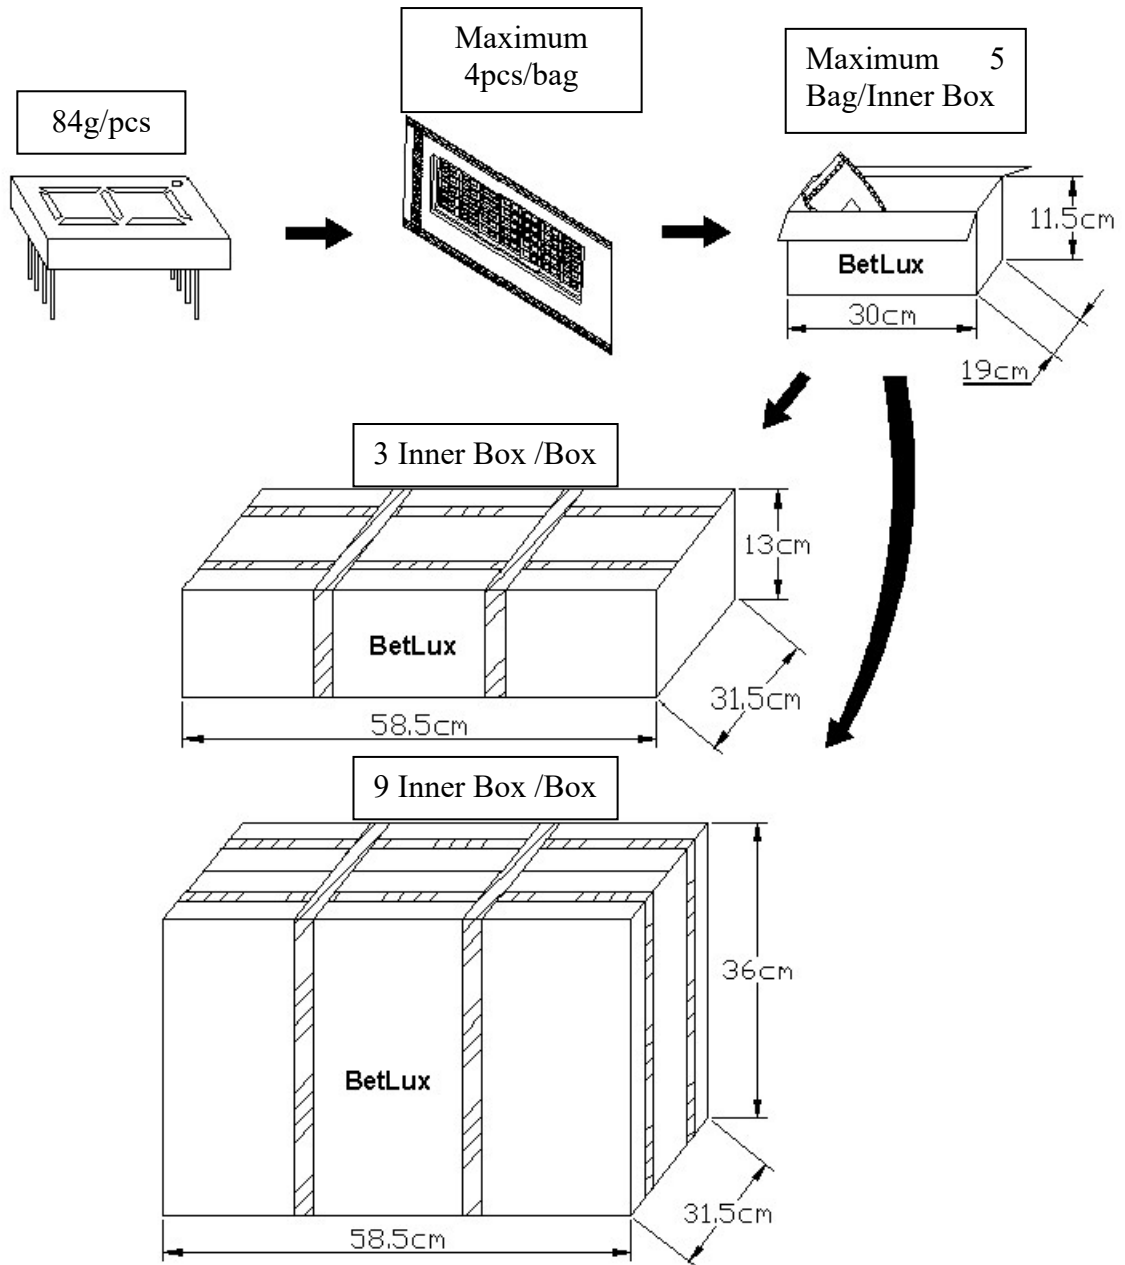 84g/pcs
Maximum
4pcs/bag
Maximum 5
Bag/Inner Box
BetLux
11.5cm
30cm
19cm
3 Inner Box /Box
BetLux
13cm
31.5cm
58.5cm
9 Inner Box /Box
BetLux
36cm
31.5cm
58.5cm